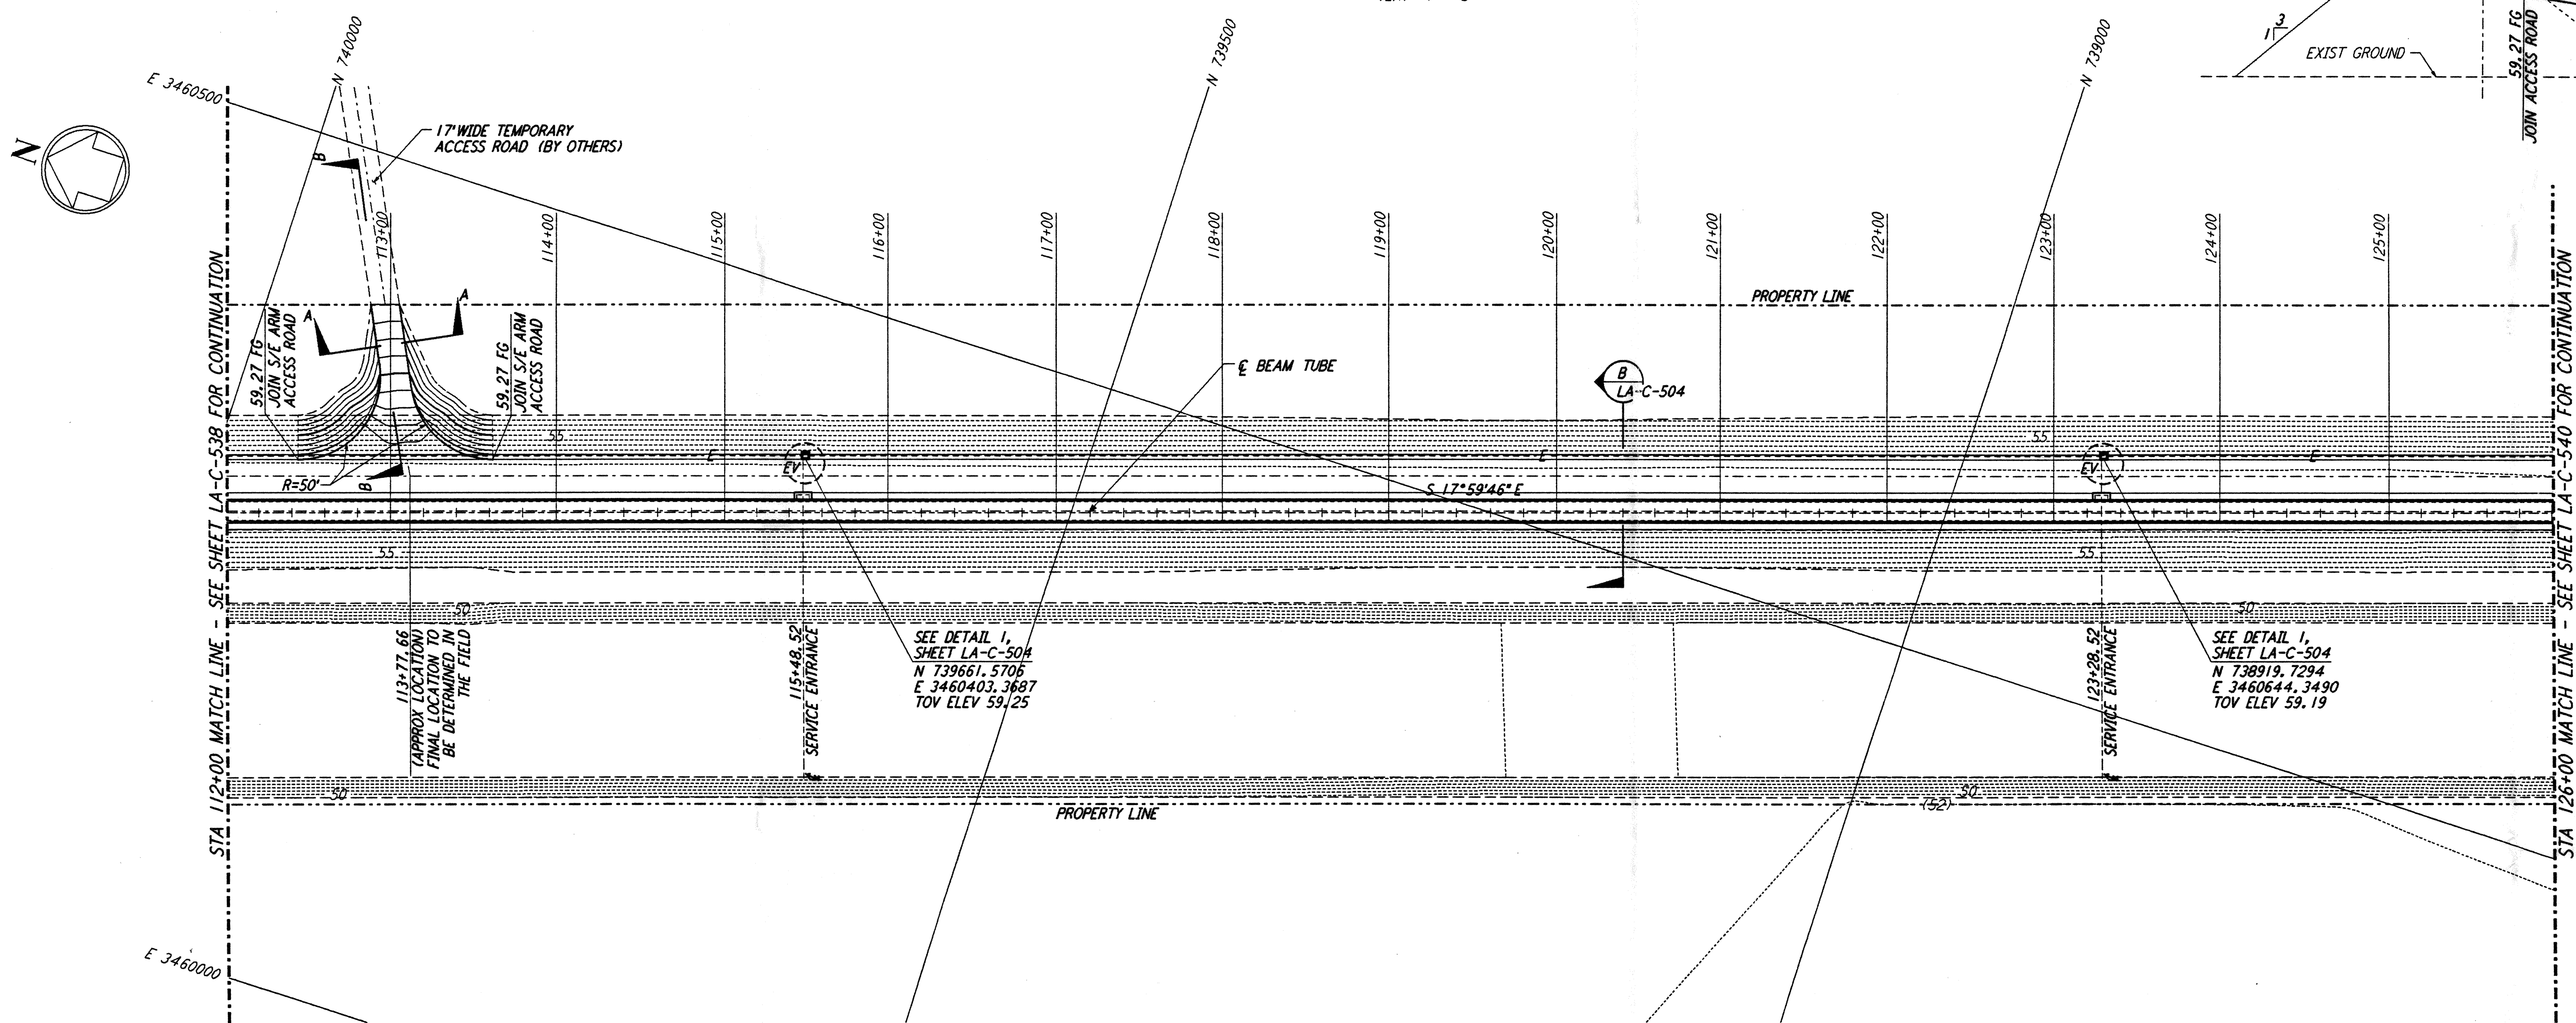 N 740000
N 739500
N 739000
3
1
EXIST GROUND
59.27 FG
JOIN ACCESS ROAD
E 3460500
N
17' WIDE TEMPORARY
ACCESS ROAD (BY OTHERS)
B
113+00
114+00
115+00
116+00
117+00
118+00
119+00
120+00
121+00
122+00
123+00
124+00
125+00
PROPERTY LINE
A
A
59.27 FG
JOIN S/E ARM
ACCESS ROAD
59.27 FG
JOIN S/E ARM
ACCESS ROAD
℄ BEAM TUBE
B
LA-C-504
55
55
E
E
E
EV
EV
R=50'
B
S 17°59'46" E
55
55
50
50
113+77.66
(APPROX LOCATION)
FINAL LOCATION TO
BE DETERMINED IN
THE FIELD
115+48.52
SERVICE ENTRANCE
SEE DETAIL 1,
SHEET LA-C-504
N 739661.5706
E 3460403.3687
TOV ELEV 59.25
123+28.52
SERVICE ENTRANCE
SEE DETAIL 1,
SHEET LA-C-504
N 738919.7294
E 3460644.3490
TOV ELEV 59.19
50
50
(52)
PROPERTY LINE
E 3460000
STA 112+00 MATCH LINE - SEE SHEET LA-C-538 FOR CONTINUATION
STA 126+00 MATCH LINE - SEE SHEET LA-C-540 FOR CONTINUATION